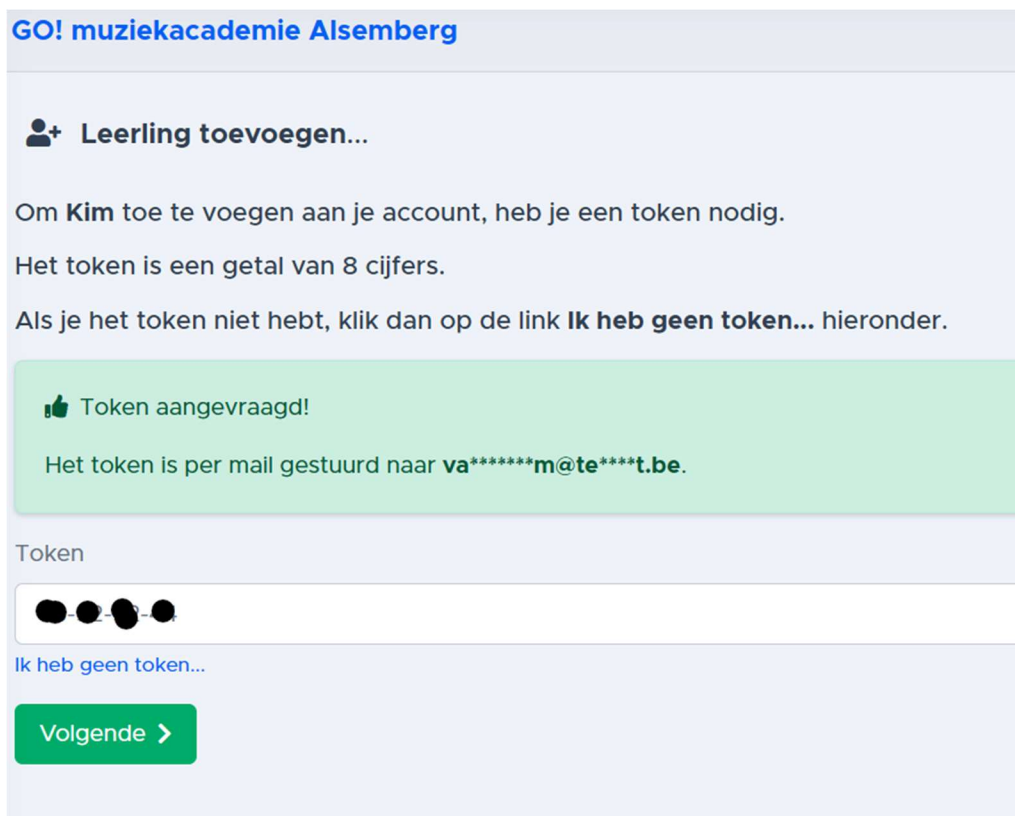 GO! muziekacademie Alsemberg
Leerling toevoegen...
Om Kim toe te voegen aan je account, heb je een token nodig.
Het token is een getal van 8 cijfers.
Als je het token niet hebt, klik dan op de link Ik heb geen token... hieronder.
Token aangevraagd!
Het token is per mail gestuurd naar va*******m@te****t.be.
Token
Ik heb geen token...
Volgende